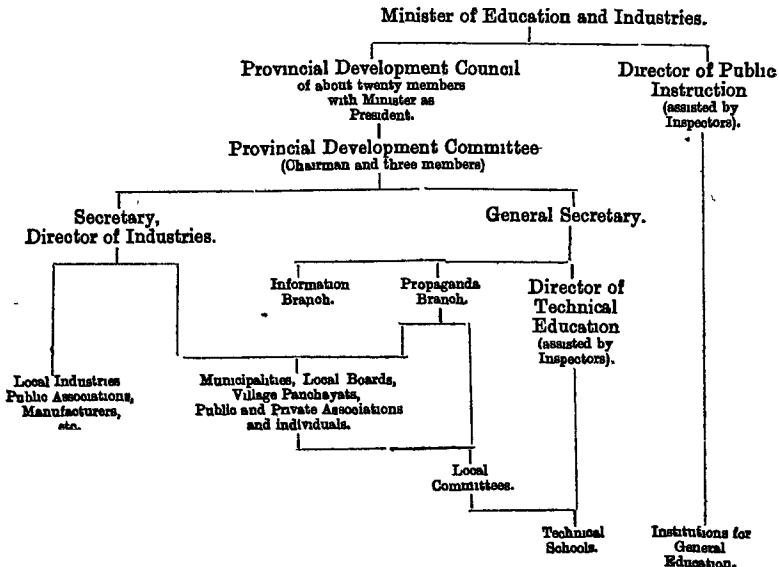 Minister of Education and Industries.
Provincial Development Council
of about twenty members
with Minister as
President.
Director of Public
Instruction
(assisted by
Inspectors).
Provincial Development Committee
(Chairman and three members)
Secretary,
Director of Industries.
General Secretary.
Information
Branch.
Propaganda
Branch.
Director of
Technical
Education
(assisted by
Inspectors).
Local Industries
Public Associations,
Manufacturers,
etc.
Municipalities, Local Boards,
Village Panchayats,
Public and Private Associations
and individuals.
Local
Committees.
Technical
Schools.
Institutions for
General
Education.